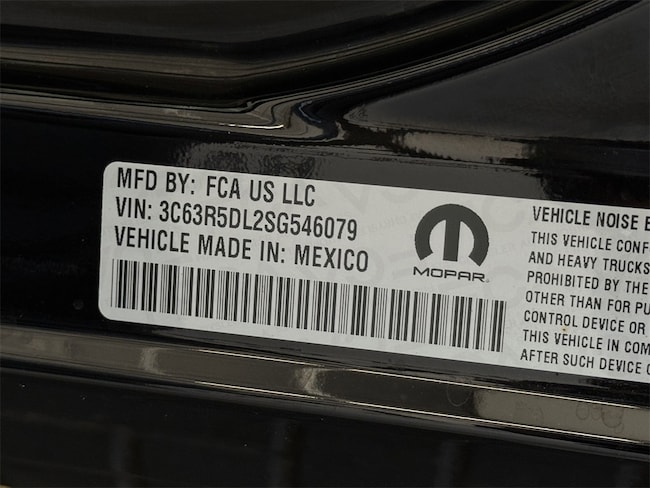 MFD BY: FCA US LLC
VIN: 3C63R5DL2SG546079
VEHICLE MADE IN: MEXICO
MOPAR
VEHICLE NOISE
THIS VEHICLE CONF
AND HEAVY TRUCKS
PROHIBITED BY THE
OTHER THAN FOR PU
CONTROL DEVICE OR
THIS VEHICLE IN COM
AFTER SUCH DEVICE